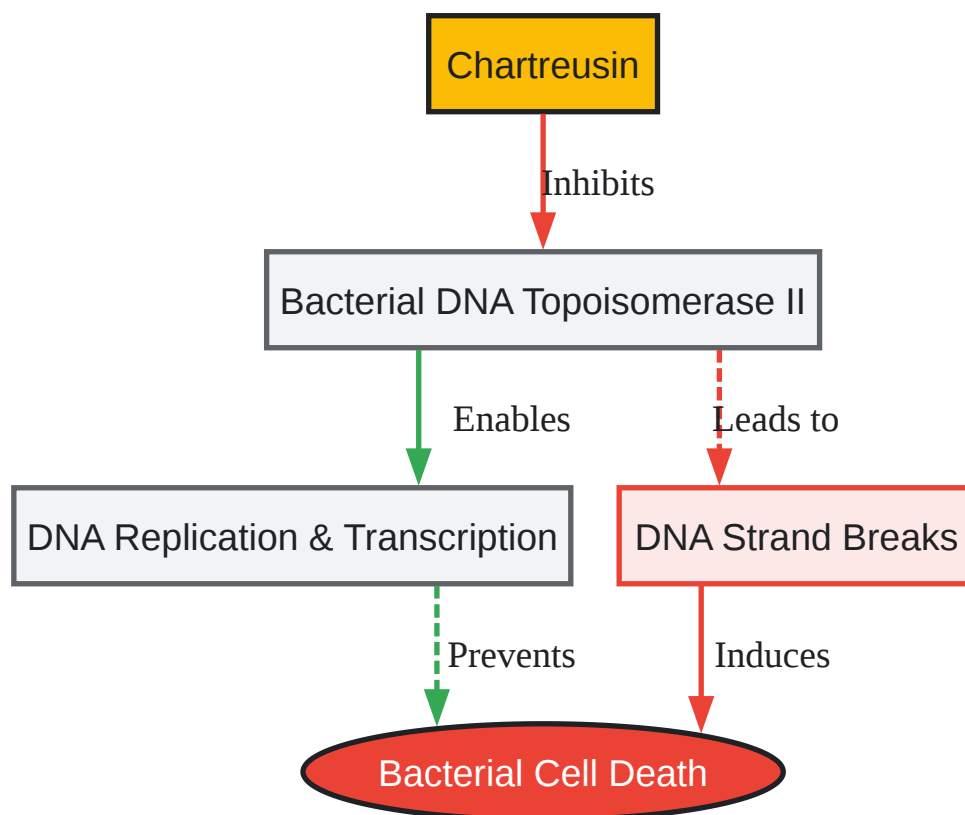 Chartreusin
Inhibits
Bacterial DNA Topoisomerase II
Enables
Leads to
DNA Replication & Transcription
DNA Strand Breaks
Prevents
Induces
Bacterial Cell Death